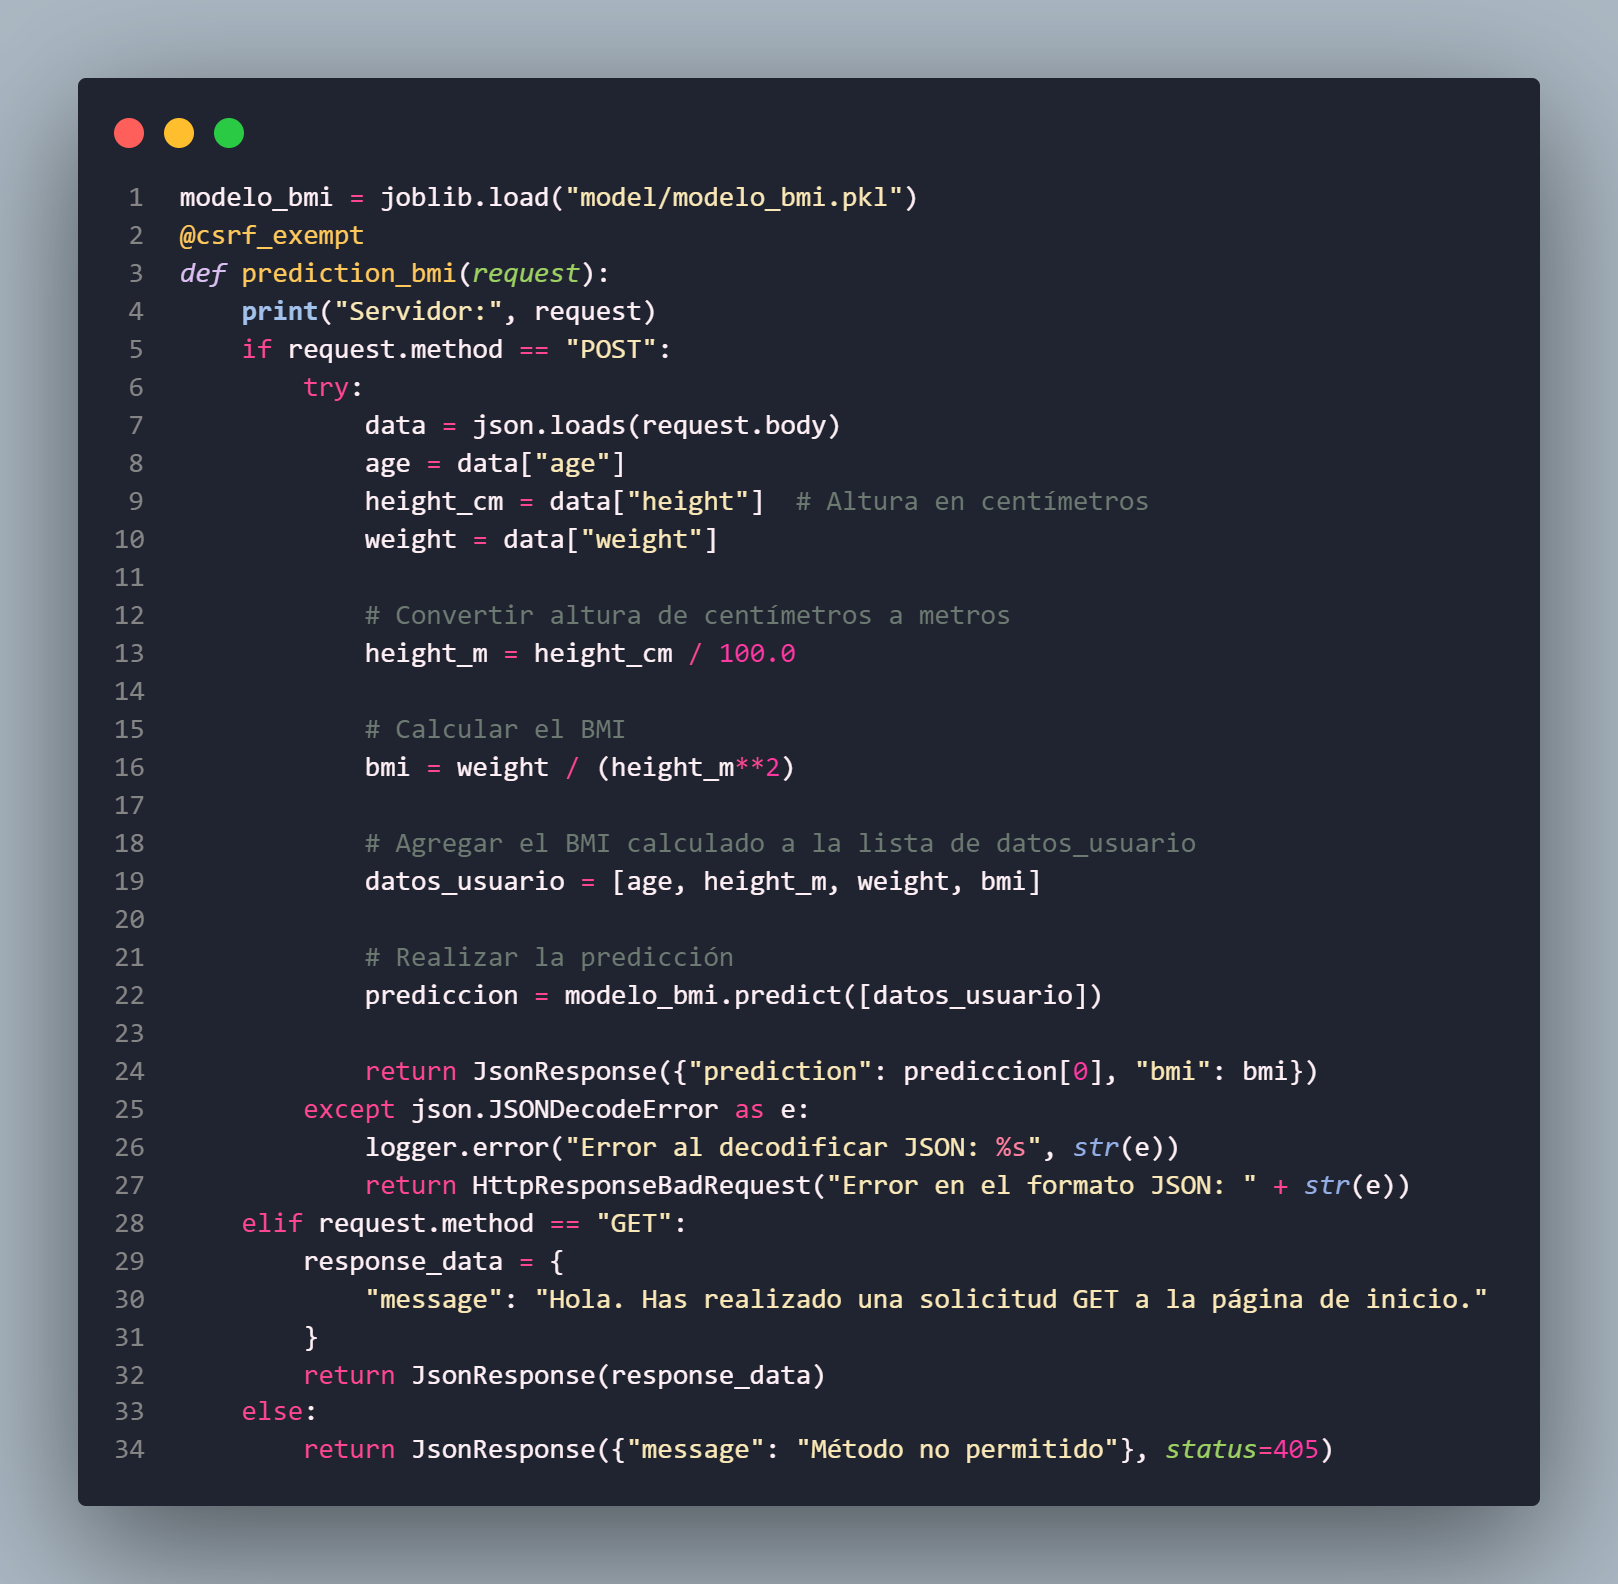 1 modelo_bmi = joblib.load("model/modelo_bmi.pkl")
2 @csrf_exempt
3 def prediction_bmi(request):
4     print("Servidor:", request)
5     if request.method == "POST":
6         try:
7             data = json.loads(request.body)
8             age = data["age"]
9             height_cm = data["height"]  # Altura en centímetros
10             weight = data["weight"]
11
12             # Convertir altura de centímetros a metros
13             height_m = height_cm / 100.0
14
15             # Calcular el BMI
16             bmi = weight / (height_m**2)
17
18             # Agregar el BMI calculado a la lista de datos_usuario
19             datos_usuario = [age, height_m, weight, bmi]
20
21             # Realizar la predicción
22             prediccion = modelo_bmi.predict([datos_usuario])
23
24             return JsonResponse({"prediction": prediccion[0], "bmi": bmi})
25         except json.JSONDecodeError as e:
26             logger.error("Error al decodificar JSON: %s", str(e))
27             return HttpResponseBadRequest("Error en el formato JSON: " + str(e))
28     elif request.method == "GET":
29         response_data = {
30             "message": "Hola. Has realizado una solicitud GET a la página de inicio."
31         }
32         return JsonResponse(response_data)
33     else:
34         return JsonResponse({"message": "Método no permitido"}, status=405)